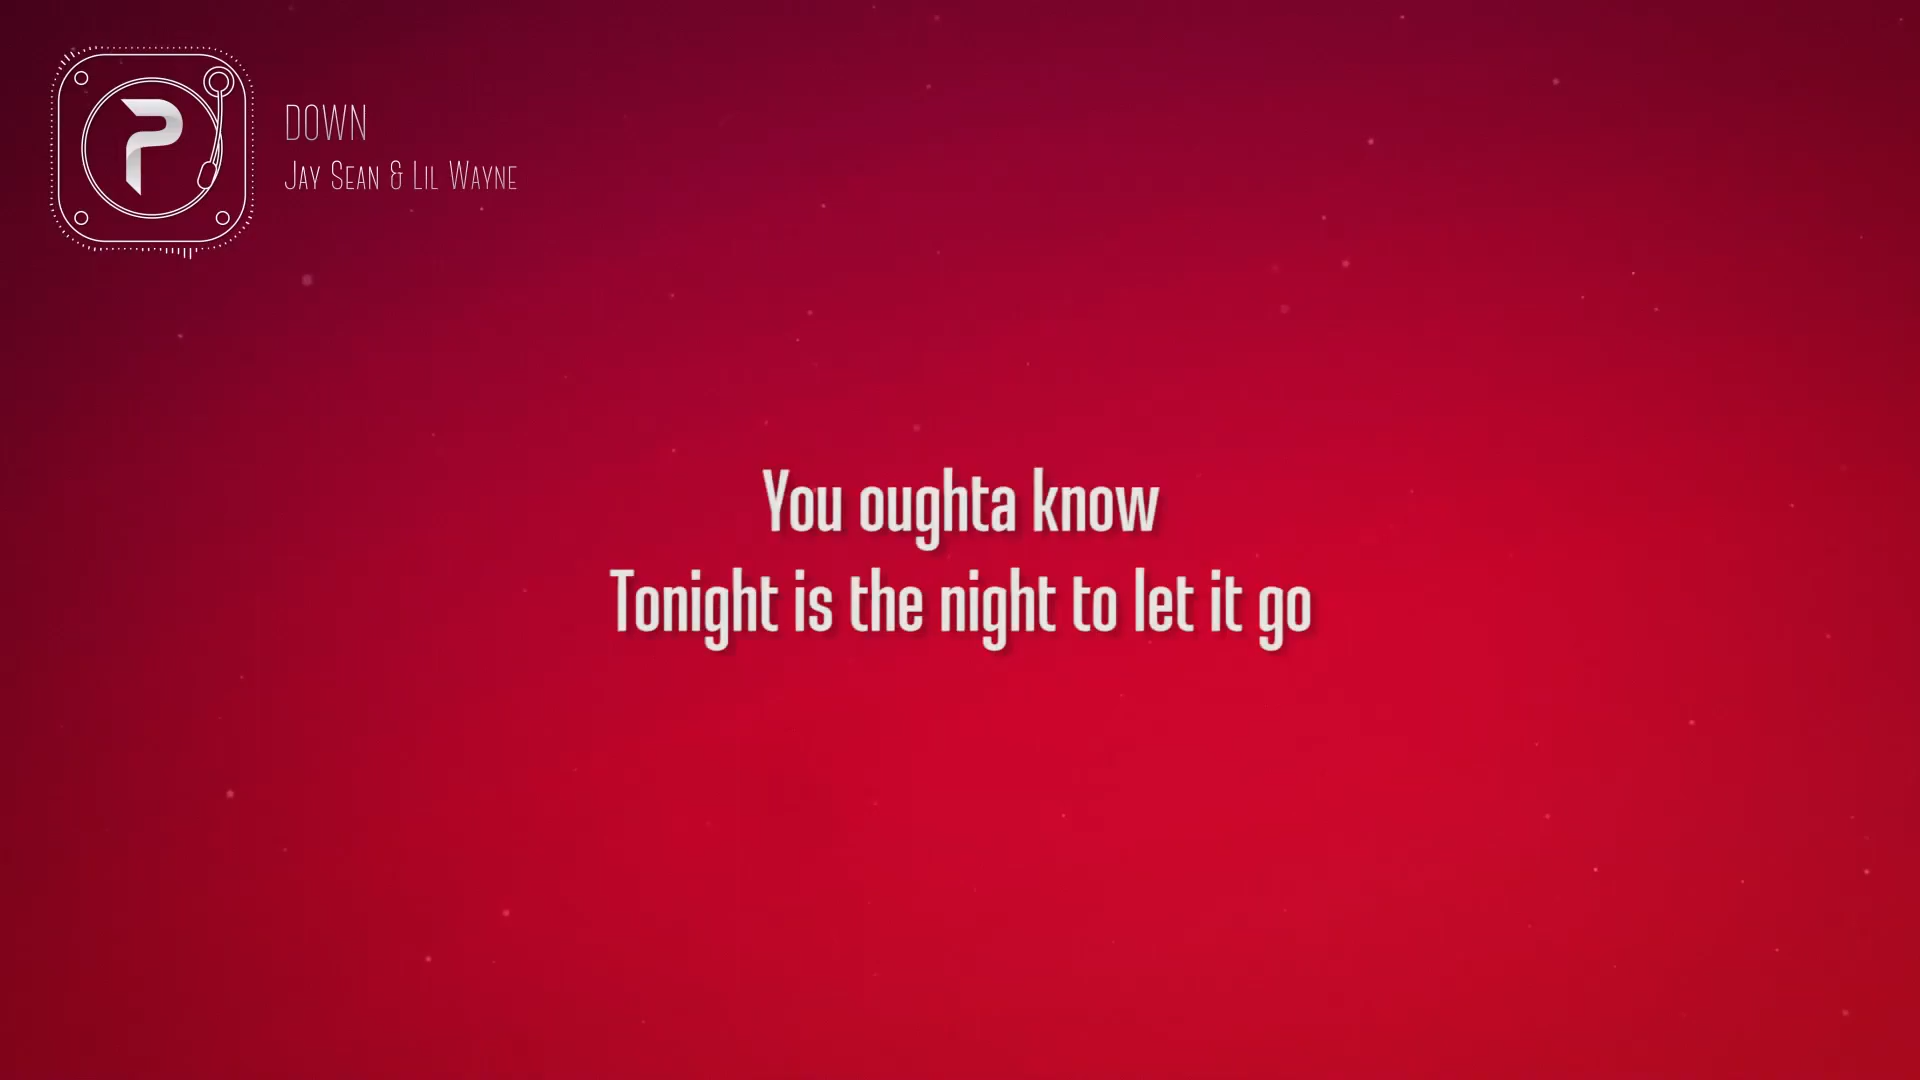 P
DOWN
Jay Sean & Lil Wayne
You oughta know
Tonight is the night to let it go